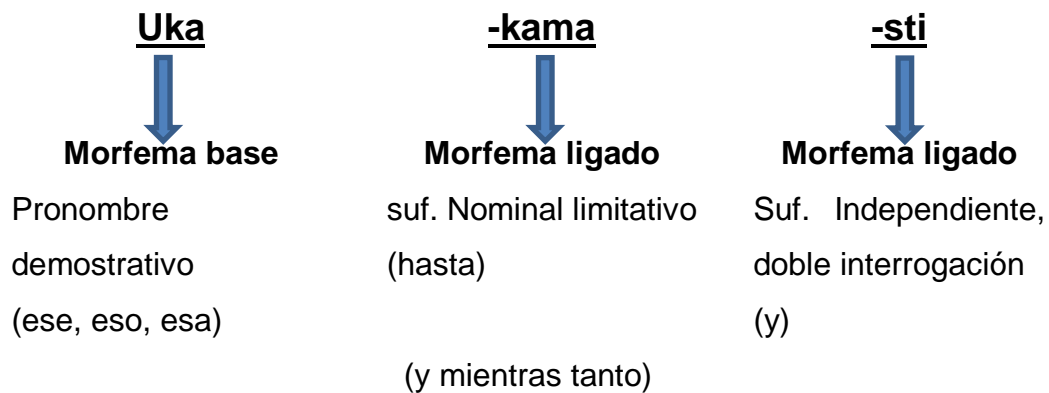 Uka -kama -sti
Morfema base Morfema ligado Morfema ligado
Pronombre suf. Nominal limitativo Suf. Independiente,
demostrativo (hasta) doble interrogación
(ese, eso, esa) (y)
(y mientras tanto)